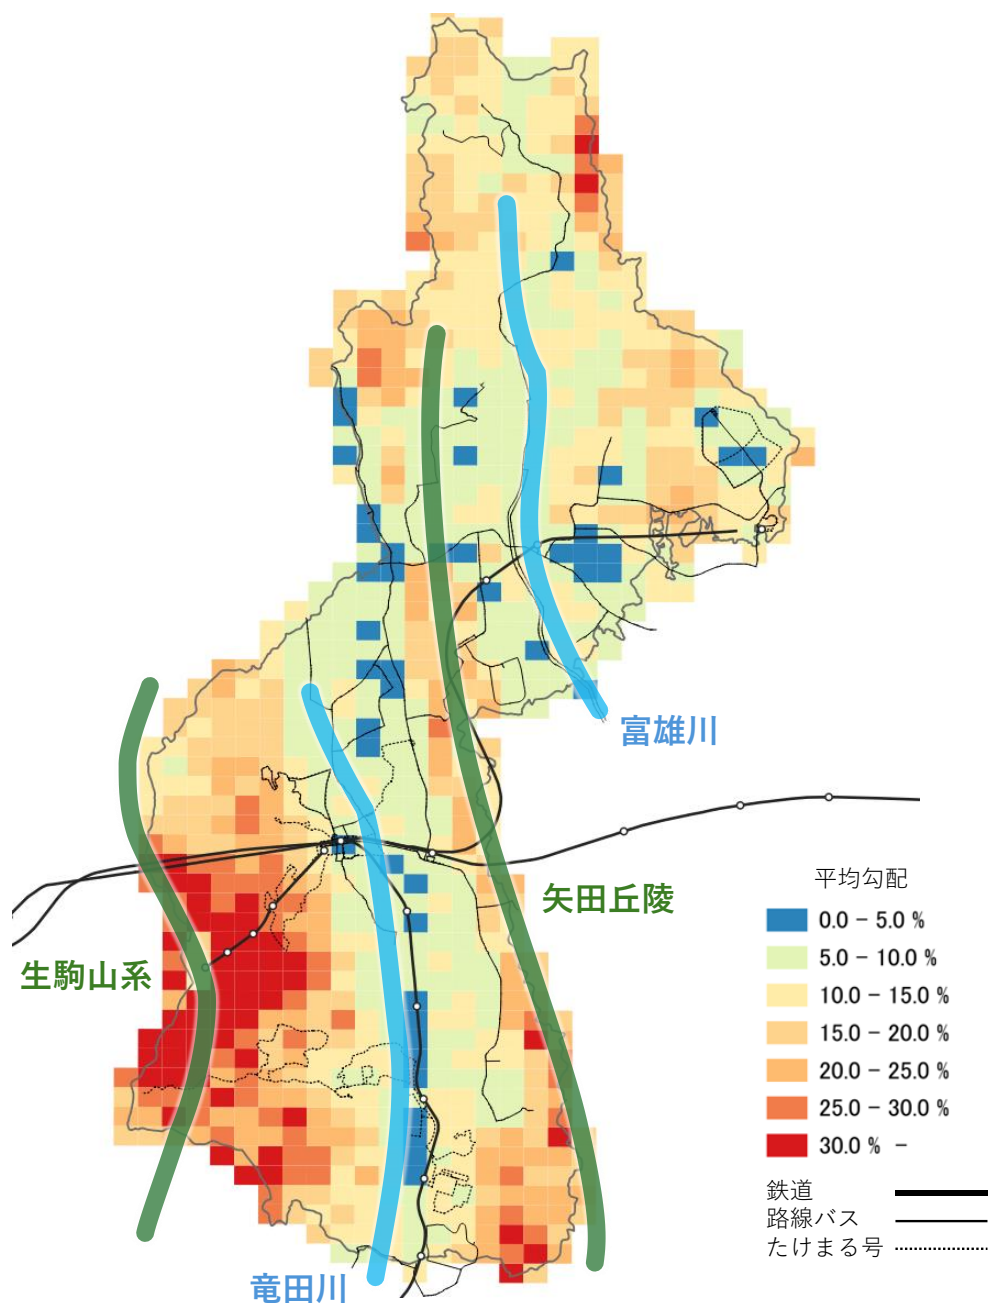 富雄川
矢田丘陵
生駒山系
竜田川
平均勾配
0.0 − 5.0 %
5.0 − 10.0 %
10.0 − 15.0 %
15.0 − 20.0 %
20.0 − 25.0 %
25.0 − 30.0 %
30.0 % −
鉄道
路線バス
たけまる号